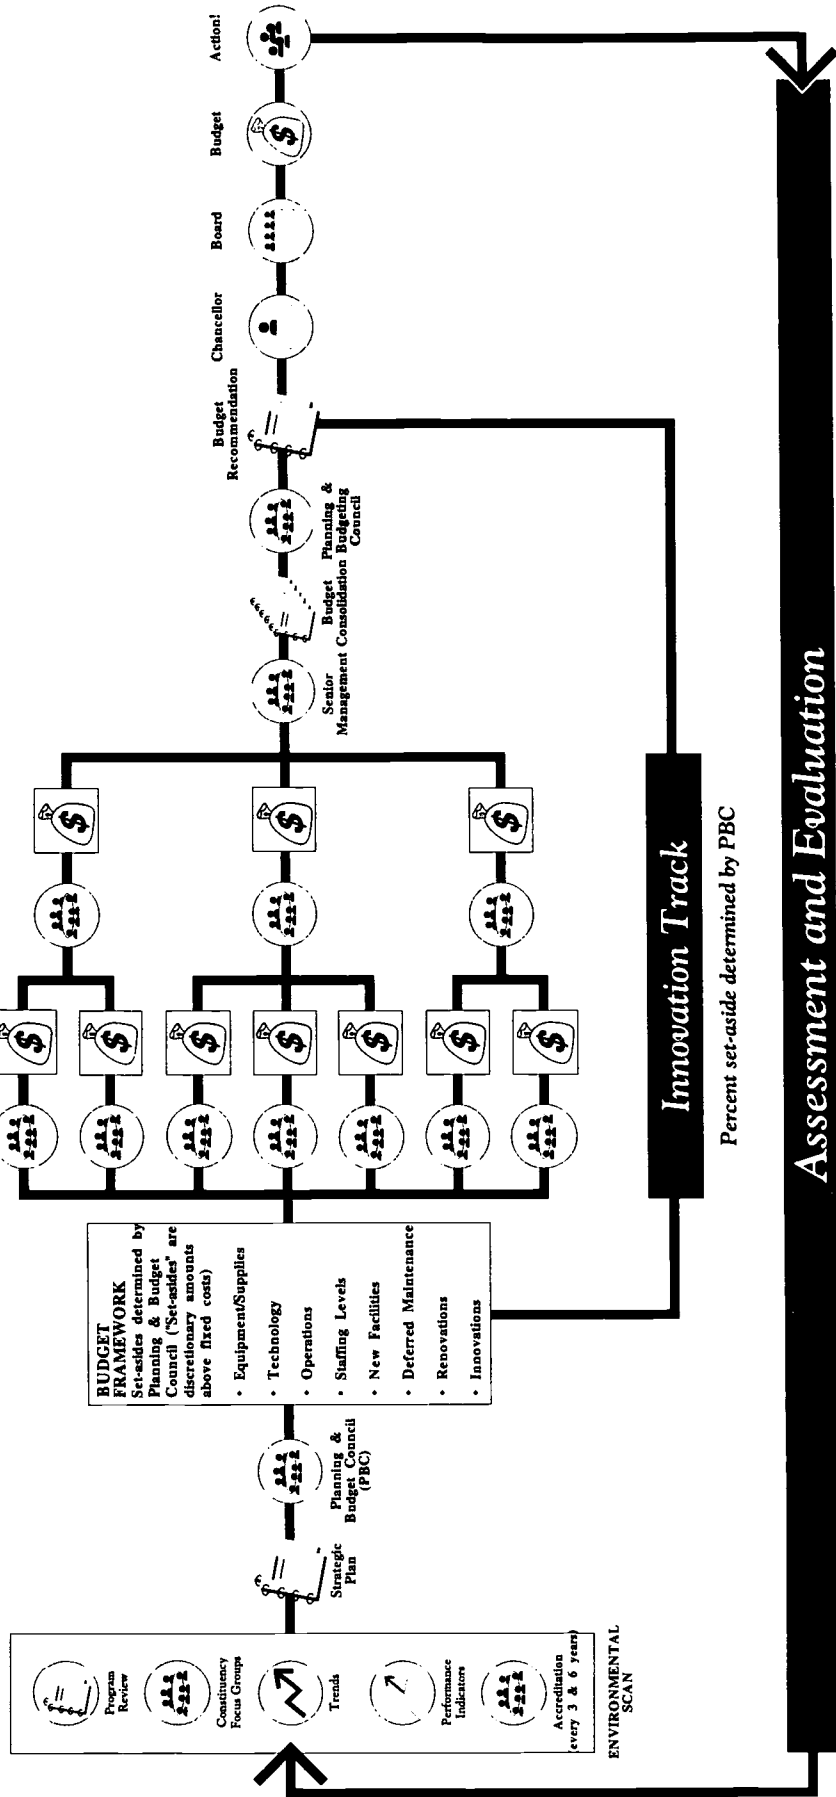 Program
Review
Constituency
Focus Groups
Trends
Performance
Indicators
Accreditation
(every 3 & 6 years)
ENVIRONMENTAL
SCAN
Strategic
Plan
Planning &
Budget Council
(PBC)
BUDGET
FRAMEWORK
Set-asides determined by
Planning & Budget
Council ("Set-asides" are
discretionary amounts
above fixed costs)
• Equipment/Supplies
• Technology
• Operations
• Staffing Levels
• New Facilities
• Deferred Maintenance
• Renovations
• Innovations
$
$
$
$
$
$
$
$
$
$
Senior
Management
Budget
Consolidation
Planning &
Budgeting
Council
Budget
Recommendation
Chancellor
Board
Budget
$
Action!
Innovation Track
Percent set-aside determined by PBC
Assessment and Evaluation